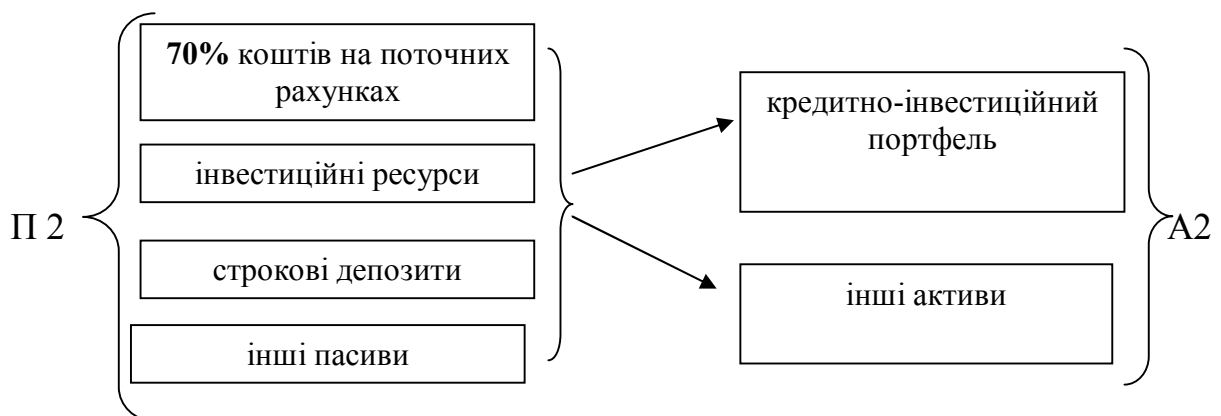 70% коштів на поточних
рахунках
інвестиційні ресурси
строкові депозити
інші пасиви
П 2
кредитно-інвестиційний
портфель
інші активи
А2